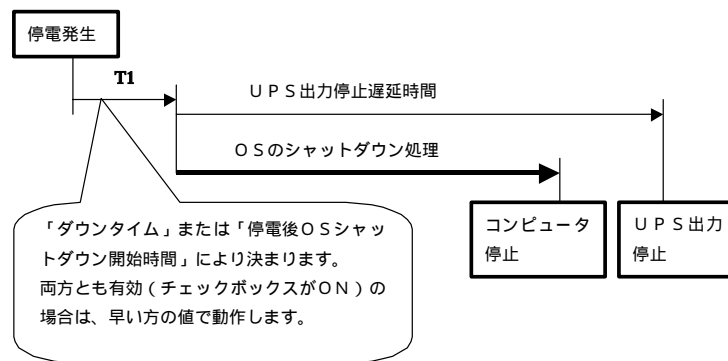 停電発生
T1
ＵＰＳ出力停止遅延時間
ＯＳのシャットダウン処理
「ダウンタイム」または「停電後ＯＳシャッ
トダウン開始時間」により決まります。
両方とも有効（チェックボックスがＯＮ）の
場合は、早い方の値で動作します。
コンピュータ
停止
ＵＰＳ出力
停止